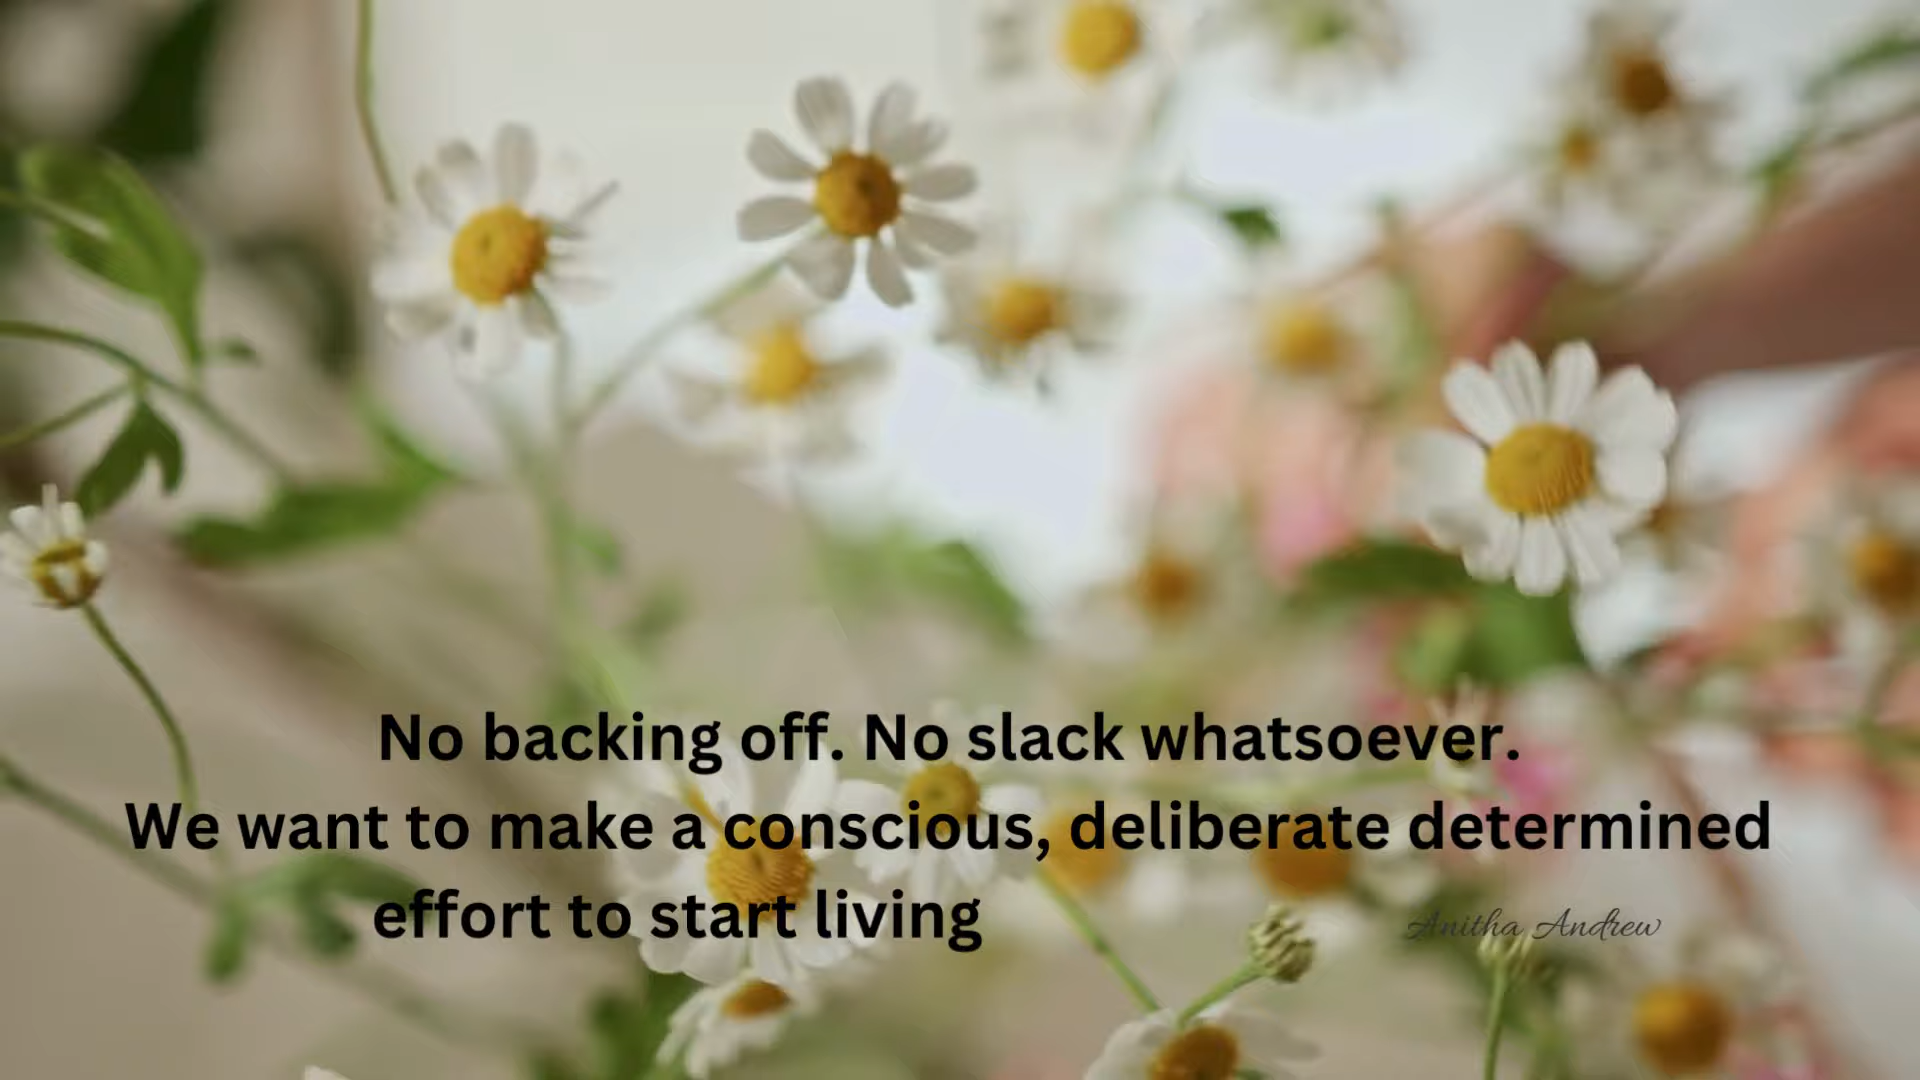 No backing off. No slack whatsoever.
We want to make a conscious, deliberate determined
effort to start living
Anitha Andrew